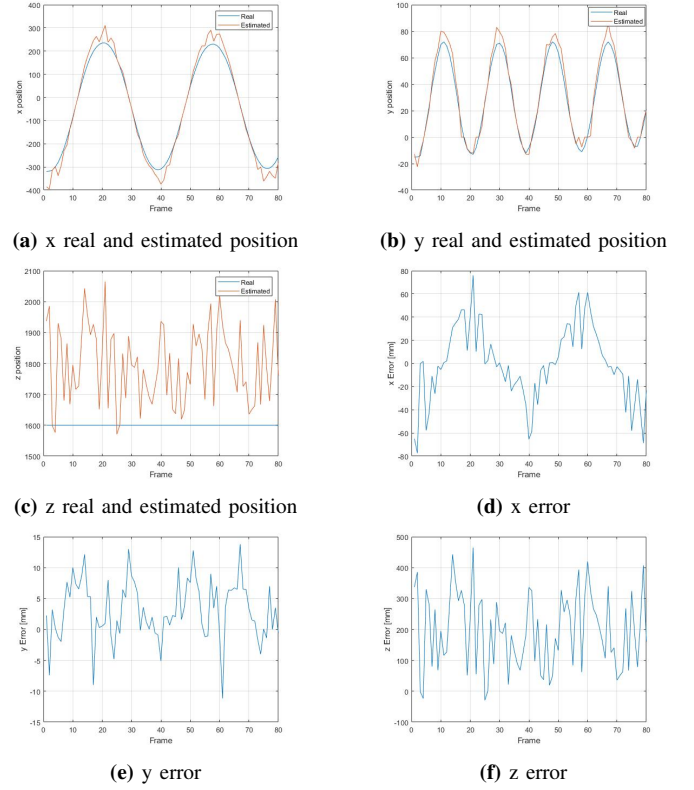 400
300
200
100
0
-100
-200
-300
-400
x position
0 10 20 30 40 50 60 70 80
Frame
Real
Estimated
(a) x real and estimated position
100
80
60
40
20
0
-20
-40
y position
0 10 20 30 40 50 60 70 80
Frame
Real
Estimated
(b) y real and estimated position
2100
2000
1900
1800
1700
1600
1500
z position
0 10 20 30 40 50 60 70 80
Frame
Real
Estimated
(c) z real and estimated position
80
60
40
20
0
-20
-40
-60
-80
x Error [mm]
0 10 20 30 40 50 60 70 80
Frame
(d) x error
15
10
5
0
-5
-10
-15
y Error [mm]
0 10 20 30 40 50 60 70 80
Frame
(e) y error
500
400
300
200
100
0
-100
z Error [mm]
0 10 20 30 40 50 60 70 80
Frame
(f) z error